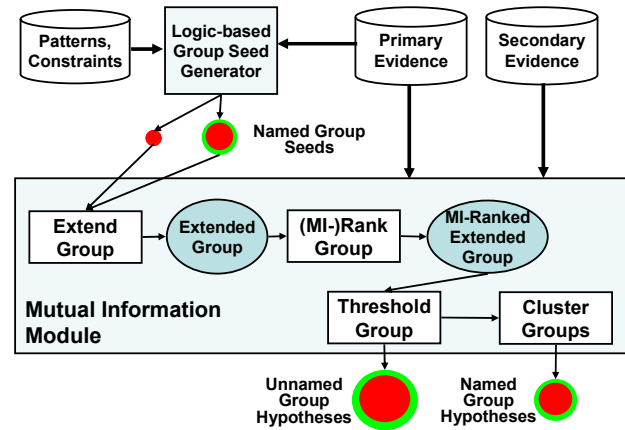 Patterns,
Constraints
Logic-based
Group Seed
Generator
Primary
Evidence
Secondary
Evidence
Named Group
Seeds
Extend
Group
Extended
Group
(MI-)Rank
Group
MI-Ranked
Extended
Group
Mutual Information
Module
Threshold
Group
Cluster
Groups
Unnamed
Group
Hypotheses
Named
Group
Hypotheses